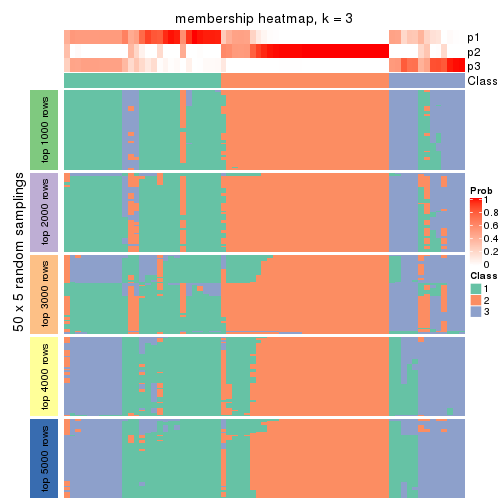 membership heatmap, k = 3
p1
p2
p3
Class
50 x 5 random samplings
top 1000 rows
top 2000 rows
top 3000 rows
top 4000 rows
top 5000 rows
Prob
1
0.8
0.6
0.4
0.2
0
Class
1
2
3